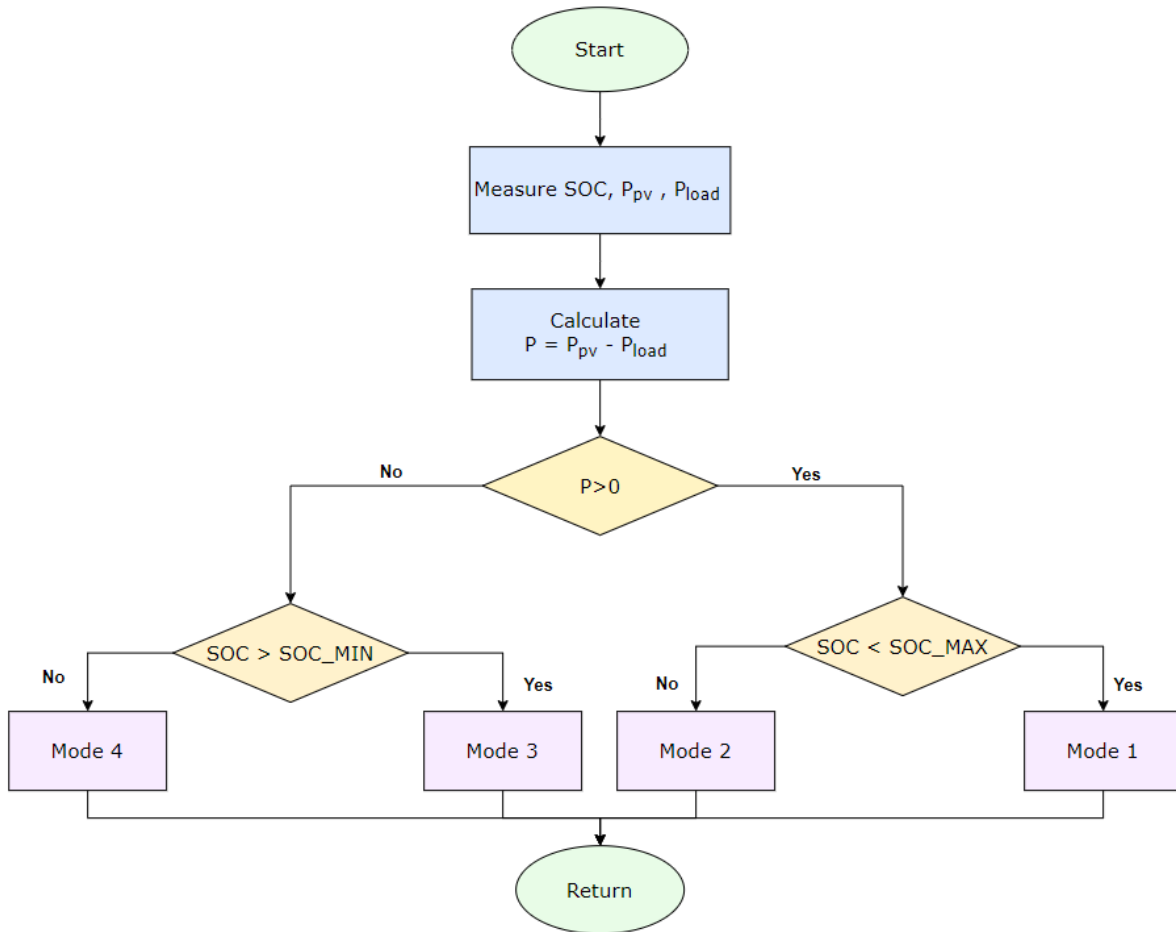 Start
Measure SOC, Ppv , Pload
Calculate
P = Ppv - Pload
No
Yes
P>0
SOC > SOC_MIN
SOC < SOC_MAX
No
Yes
No
Yes
Mode 4
Mode 3
Mode 2
Mode 1
Return